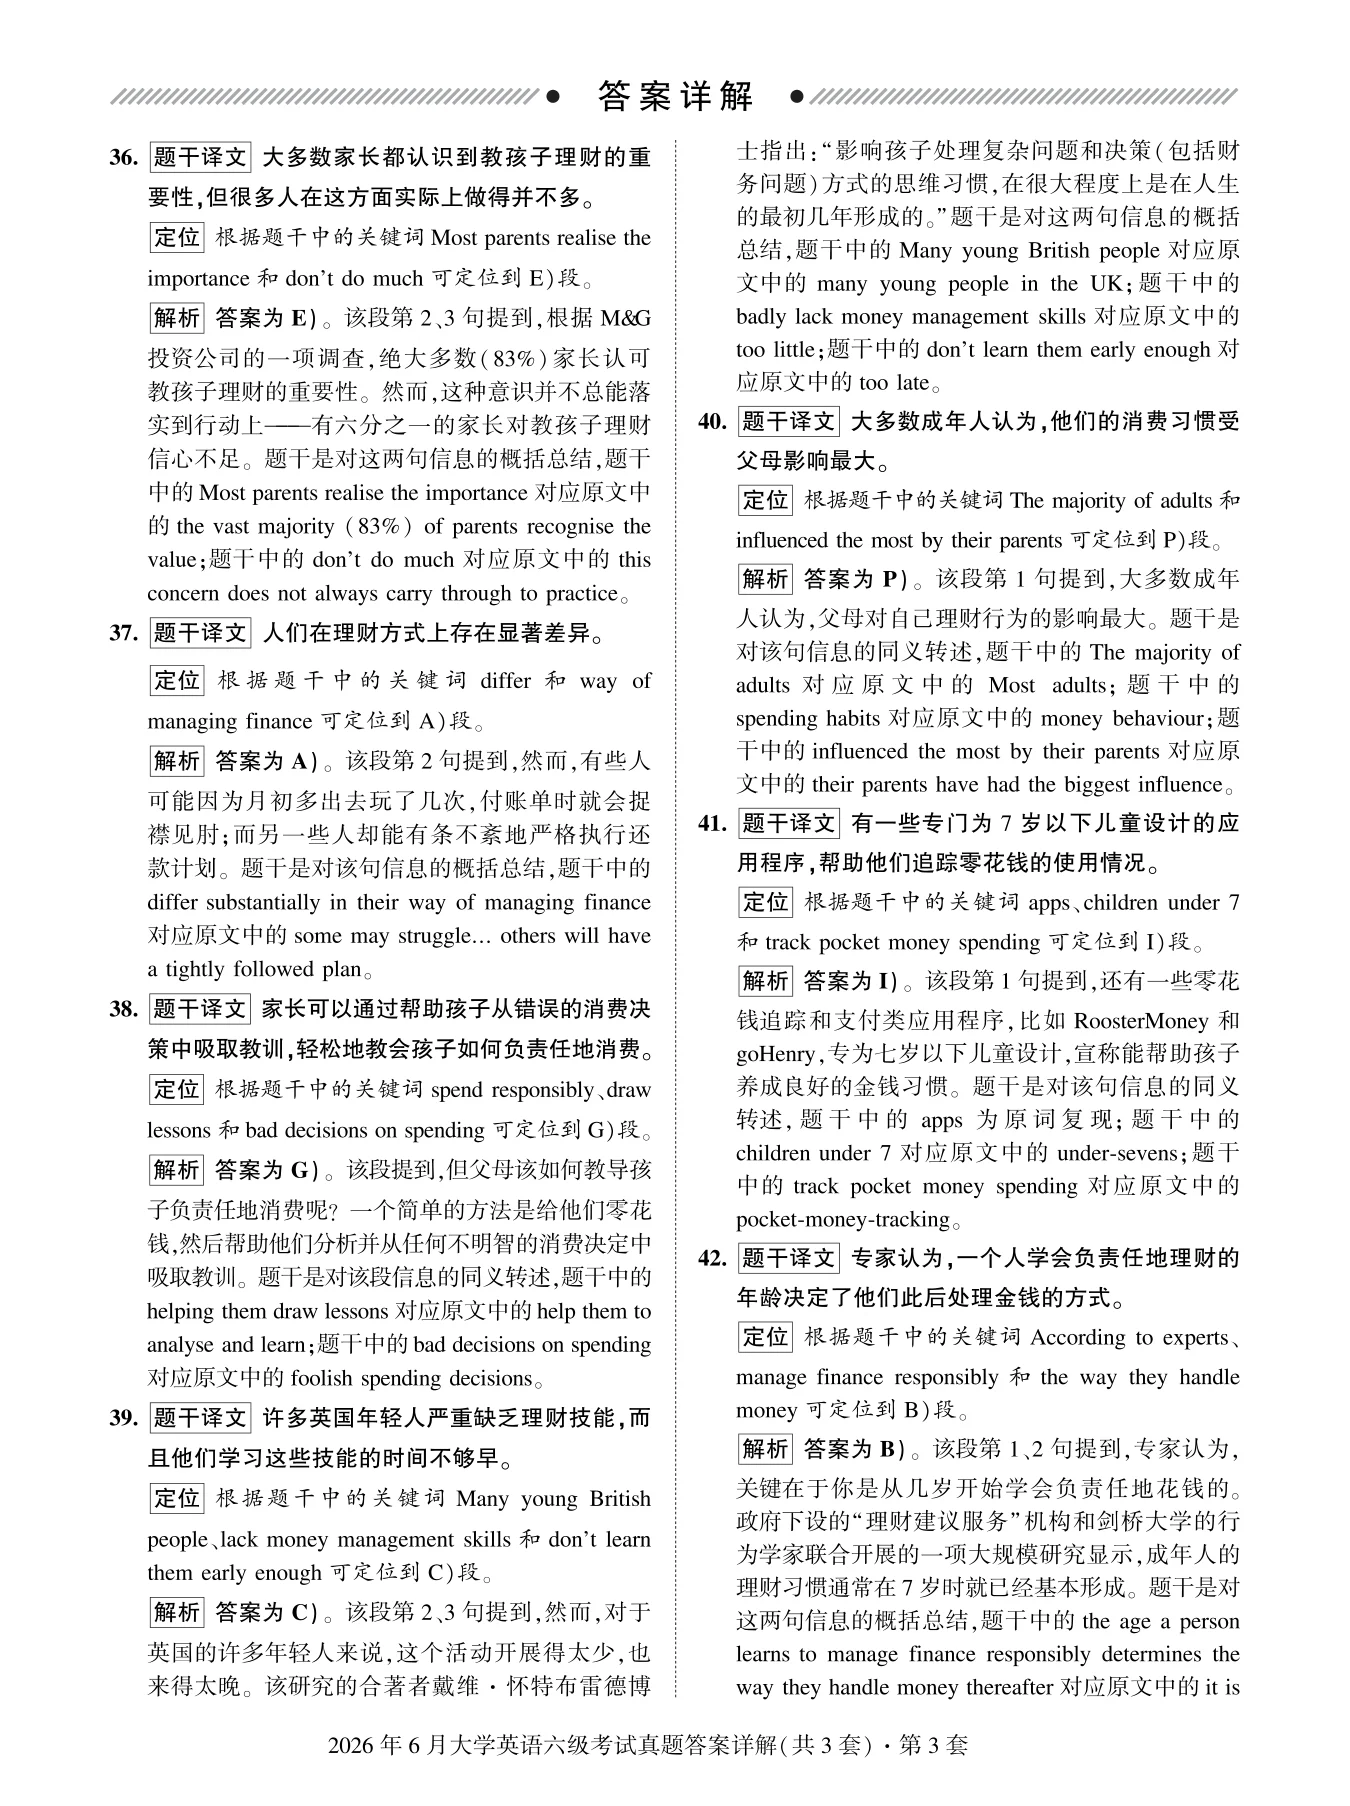 答案详解
36. 题干译文 大多数家长都认识到教孩子理财的重
要性,但很多人在这方面实际上做得并不多。
定位 根据题干中的关键词 Most parents realise the
importance 和 don't do much 可定位到 E)段。
解析 答案为 E)。该段第 2、3 句提到,根据 M&G
投资公司的一项调查,绝大多数(83%)家长认可
教孩子理财的重要性。然而,这种意识并不总能落
实到行动上——有六分之一的家长对教孩子理财
信心不足。题干是对这两句信息的概括总结,题干
中的 Most parents realise the importance 对应原文中
的 the vast majority (83%) of parents recognise the
value;题干中的 don't do much 对应原文中的 this
concern does not always carry through to practice。
37. 题干译文 人们在理财方式上存在显著差异。
定位 根据题干中的关键词 differ 和 way of
managing finance 可定位到 A)段。
解析 答案为 A)。该段第 2 句提到,然而,有些人
可能因为月初多出去玩了几次,付账单时就会捉
襟见肘;而另一些人却能有条不紊地严格执行还
款计划。题干是对该句信息的概括总结,题干中的
differ substantially in their way of managing finance
对应原文中的 some may struggle... others will have
a tightly followed plan。
38. 题干译文 家长可以通过帮助孩子从错误的消费决
策中吸取教训,轻松地教会孩子如何负责任地消费。
定位 根据题干中的关键词 spend responsibly、draw
lessons 和 bad decisions on spending 可定位到 G)段。
解析 答案为 G)。该段提到,但父母该如何教导孩
子负责任地消费呢?一个简单的方法是给他们零花
钱,然后帮助他们分析并从任何不明智的消费决定中
吸取教训。题干是对该段信息的同义转述,题干中的
helping them draw lessons 对应原文中的 help them to
analyse and learn;题干中的 bad decisions on spending
对应原文中的 foolish spending decisions。
39. 题干译文 许多英国年轻人严重缺乏理财技能,而
且他们学习这些技能的时间不够早。
定位 根据题干中的关键词 Many young British
people、lack money management skills 和 don't learn
them early enough 可定位到 C)段。
解析 答案为 C)。该段第 2、3 句提到,然而,对于
英国的许多年轻人来说,这个活动开展得太少,也
来得太晚。该研究的合著者戴维·怀特布雷德博
士指出:“影响孩子处理复杂问题和决策(包括财
务问题)方式的思维习惯,在很大程度上是在人生
的最初几年形成的。”题干是对这两句信息的概括
总结,题干中的 Many young British people 对应原
文中的 many young people in the UK;题干中的
badly lack money management skills 对应原文中的
too little;题干中的 don't learn them early enough 对
应原文中的 too late。
40. 题干译文 大多数成年人认为,他们的消费习惯受
父母影响最大。
定位 根据题干中的关键词 The majority of adults 和
influenced the most by their parents 可定位到 P)段。
解析 答案为 P)。该段第 1 句提到,大多数成年
人认为,父母对自己理财行为的影响最大。题干是
对该句信息的同义转述,题干中的 The majority of
adults 对应原文中的 Most adults;题干中的
spending habits 对应原文中的 money behaviour;题
干中的 influenced the most by their parents 对应原
文中的 their parents have had the biggest influence。
41. 题干译文 有一些专门为 7 岁以下儿童设计的应
用程序,帮助他们追踪零花钱的使用情况。
定位 根据题干中的关键词 apps、children under 7
和 track pocket money spending 可定位到 I)段。
解析 答案为 I)。该段第 1 句提到,还有一些零花
钱追踪和支付类应用程序,比如 RoosterMoney 和
goHenry,专为七岁以下儿童设计,宣称能帮助孩子
养成良好的金钱习惯。题干是对该句信息的同义
转述,题干中的 apps 为原词复现;题干中的
children under 7 对应原文中的 under-sevens;题干
中的 track pocket money spending 对应原文中的
pocket-money-tracking。
42. 题干译文 专家认为,一个人学会负责任地理财的
年龄决定了他们此后处理金钱的方式。
定位 根据题干中的关键词 According to experts、
manage finance responsibly 和 the way they handle
money 可定位到 B)段。
解析 答案为 B)。该段第 1、2 句提到,专家认为,
关键在于你是从几岁开始学会负责任地花钱的。
政府下设的“理财建议服务”机构和剑桥大学的行
为学家联合开展的一项大规模研究显示,成年人的
理财习惯通常在 7 岁时就已经基本形成。题干是对
这两句信息的概括总结,题干中的 the age a person
learns to manage finance responsibly determines the
way they handle money thereafter 对应原文中的 it is
2026 年 6 月大学英语六级考试真题答案详解(共 3 套)·第 3 套